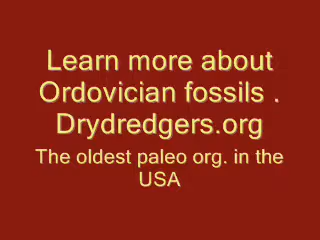 Learn more about
Ordovician fossils .
Drydredgers.org
The oldest paleo org. in the
USA